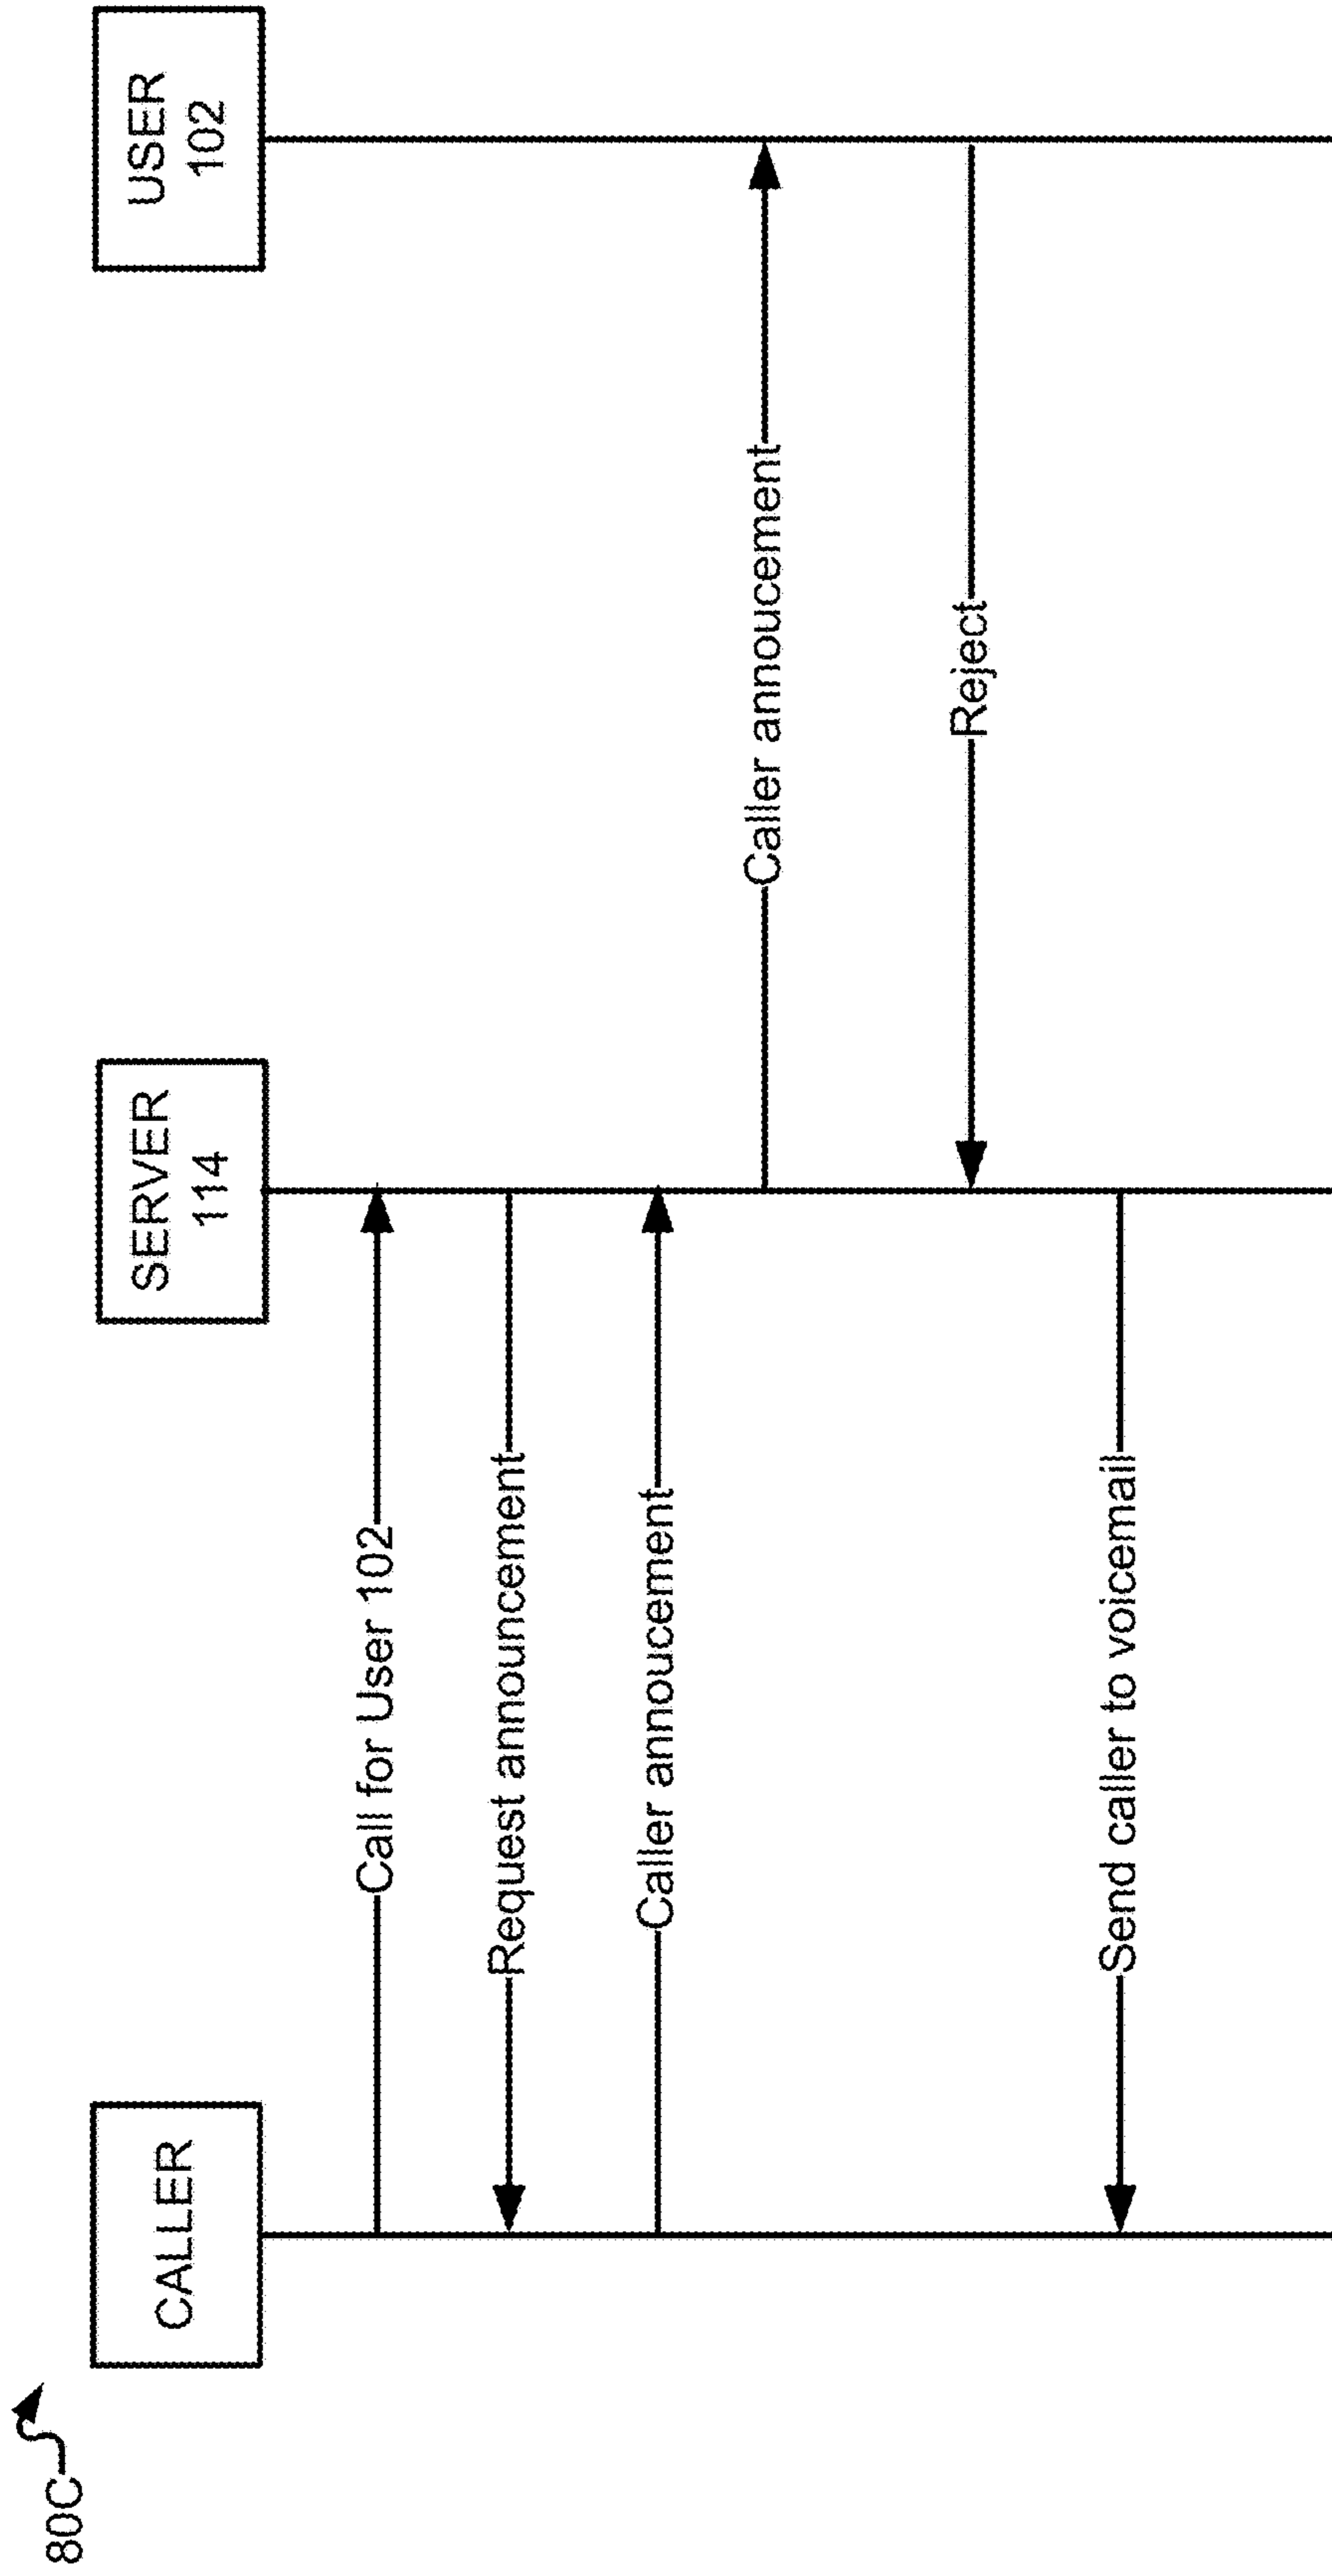 80C
CALLER
SERVER
114
USER
102
Call for User 102
Request announcement
Caller annoucement
Caller annoucement
Reject
Send caller to voicemail